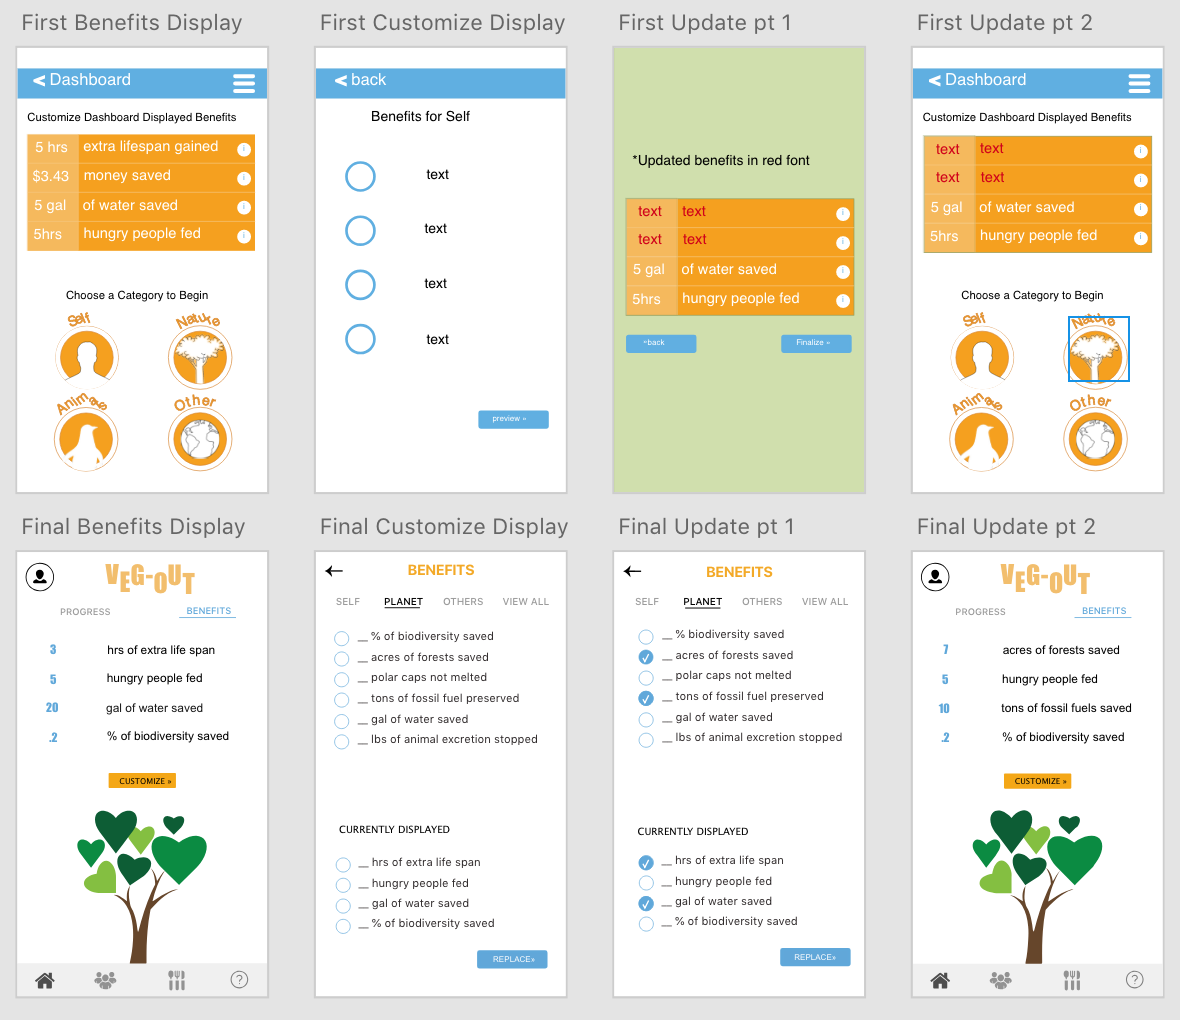 First Benefits Display
< Dashboard
Customize Dashboard Displayed Benefits
5 hrs extra lifespan gained i
$3.43 money saved i
5 gal of water saved i
5hrs hungry people fed i
Choose a Category to Begin
Self Nature
Animals Other
First Customize Display
< back
Benefits for Self
text
text
text
text
preview »
First Update pt 1
*Updated benefits in red font
text text i
text text i
5 gal of water saved i
5hrs hungry people fed i
«back Finalize »
First Update pt 2
< Dashboard
Customize Dashboard Displayed Benefits
text text i
text text i
5 gal of water saved i
5hrs hungry people fed i
Choose a Category to Begin
Self Nature
Animals Other
Final Benefits Display
VEG-OUT
PROGRESS BENEFITS
3 hrs of extra life span
5 hungry people fed
20 gal of water saved
.2 % of biodiversity saved
CUSTOMIZE »
?
Final Customize Display
BENEFITS
SELF PLANET OTHERS VIEW ALL
__ % of biodiversity saved
__ acres of forests saved
__ polar caps not melted
__ tons of fossil fuel preserved
__ gal of water saved
__ lbs of animal excretion stopped
CURRENTLY DISPLAYED
__ hrs of extra life span
__ hungry people fed
__ gal of water saved
__ % of biodiversity saved
REPLACE»
Final Update pt 1
BENEFITS
SELF PLANET OTHERS VIEW ALL
__ % biodiversity saved
__ acres of forests saved
__ polar caps not melted
__ tons of fossil fuel preserved
__ gal of water saved
__ lbs of animal excretion stopped
CURRENTLY DISPLAYED
__ hrs of extra life span
__ hungry people fed
__ gal of water saved
__ % of biodiversity saved
REPLACE»
Final Update pt 2
VEG-OUT
PROGRESS BENEFITS
7 acres of forests saved
5 hungry people fed
10 tons of fossil fuels saved
.2 % of biodiversity saved
CUSTOMIZE »
?